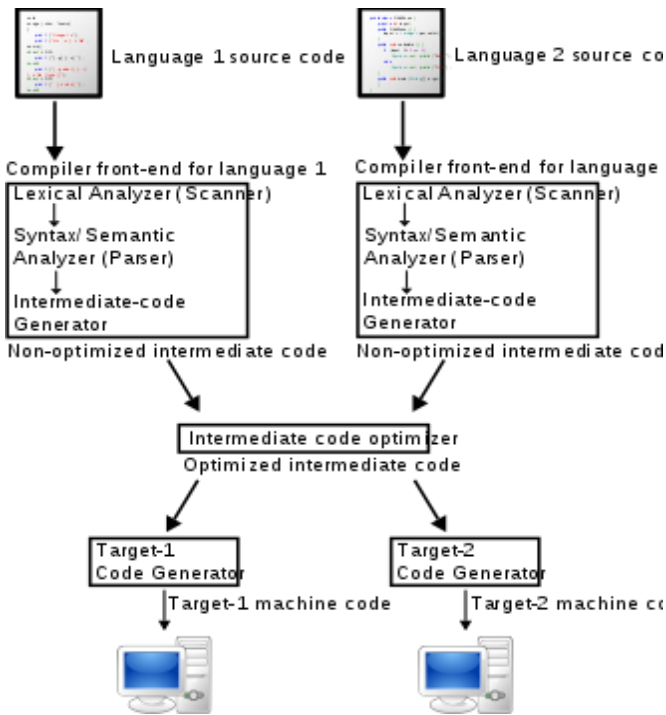 Language 1 source code
Language 2 source co
Compiler front-end for language 1
Lexical Analyzer (Scanner)
Syntax/Semantic
Analyzer (Parser)
Intermediate-code
Generator
Non-optimized intermediate code
Compiler front-end for language
Lexical Analyzer (Scanner)
Syntax/Semantic
Analyzer (Parser)
Intermediate-code
Generator
Non-optimized intermediate cod
Intermediate code optimizer
Optimized intermediate code
Target-1
Code Generator
Target-1 machine code
Target-2
Code Generator
Target-2 machine co